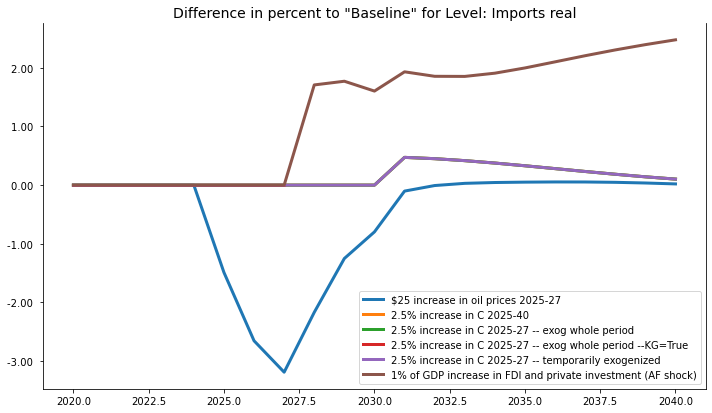 Difference in percent to "Baseline" for Level: Imports real
2.00
1.00
0.00
-1.00
-2.00
-3.00
$25 increase in oil prices 2025-27
2.5% increase in C 2025-40
2.5% increase in C 2025-27 -- exog whole period
2.5% increase in C 2025-27 -- exog whole period --KG=True
2.5% increase in C 2025-27 -- temporarily exogenized
1% of GDP increase in FDI and private investment (AF shock)
2020.0 2022.5 2025.0 2027.5 2030.0 2032.5 2035.0 2037.5 2040.0